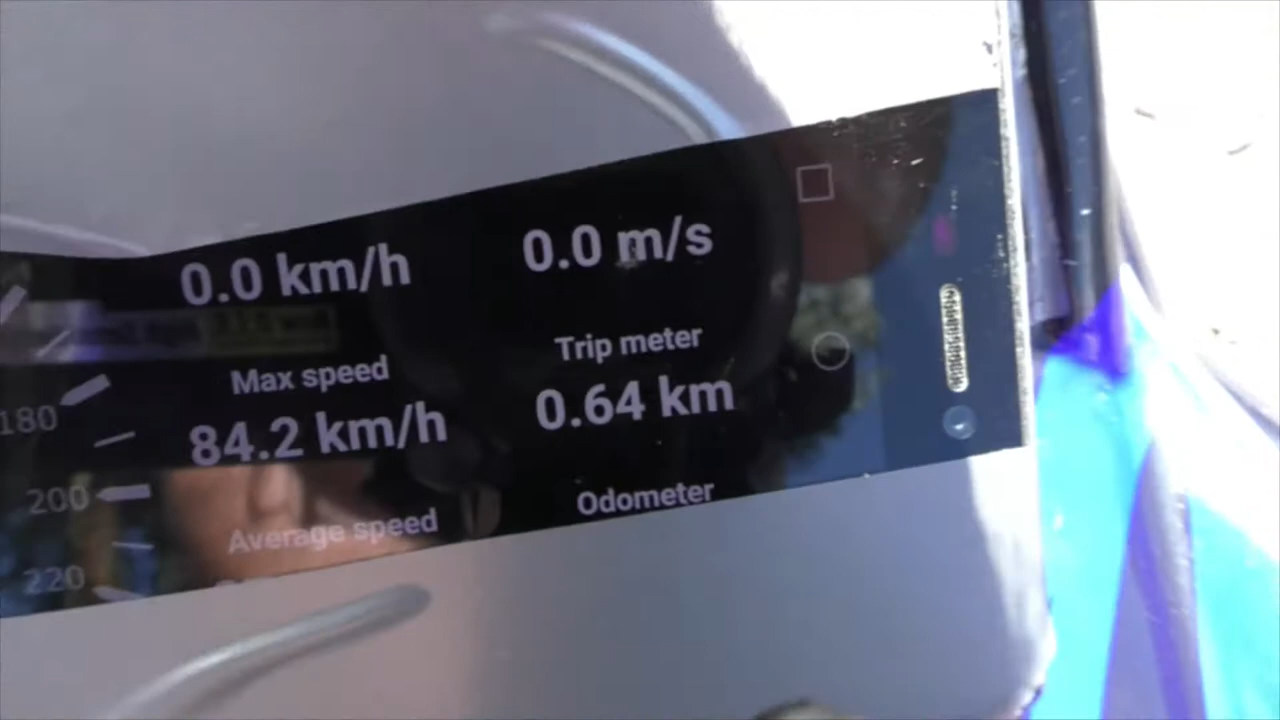 0.0 km/h
0.0 m/s
Max speed
Trip meter
84.2 km/h
0.64 km
Average speed
Odometer
180
200
220